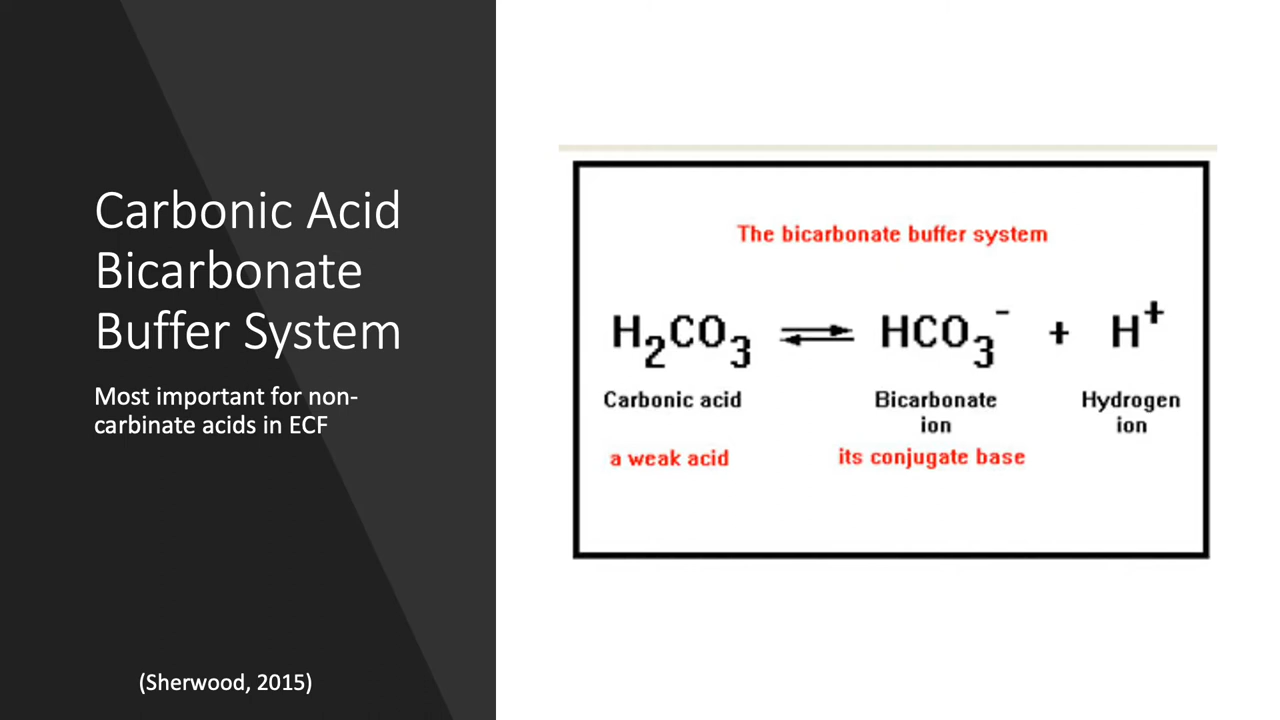 Carbonic Acid
Bicarbonate
Buffer System
Most important for non-
carbinate acids in ECF
(Sherwood, 2015)
The bicarbonate buffer system
H₂CO₃ ⇌ HCO₃⁻ + H⁺
Carbonic acid Bicarbonate ion Hydrogen ion
a weak acid its conjugate base